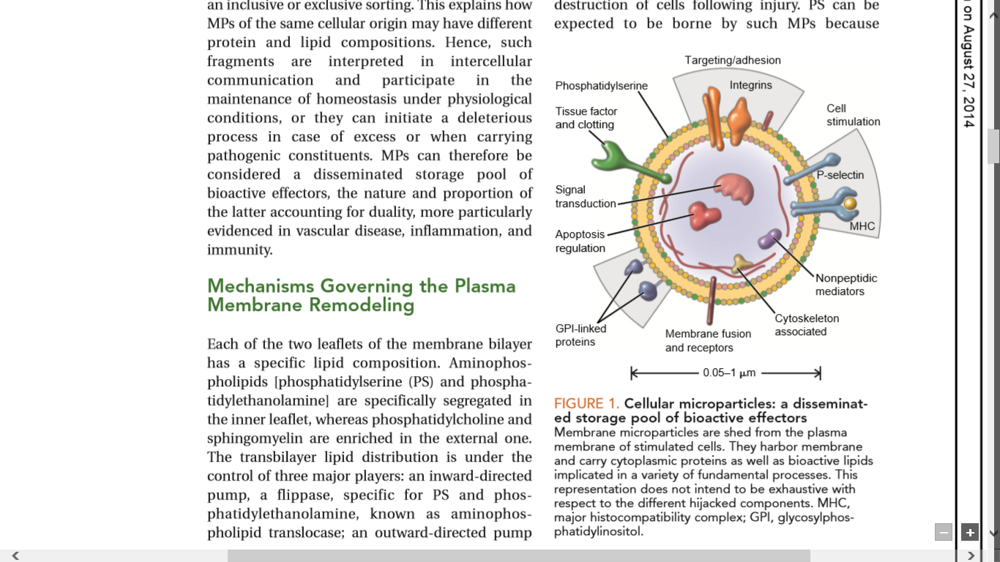 an inclusive or exclusive sorting. This explains how
MPs of the same cellular origin may have different
protein and lipid compositions. Hence, such
fragments are interpreted in intercellular
communication and participate in the
maintenance of homeostasis under physiological
conditions, or they can initiate a deleterious
process in case of excess or when carrying
pathogenic constituents. MPs can therefore be
considered a disseminated storage pool of
bioactive effectors, the nature and proportion of
the latter accounting for duality, more particularly
evidenced in vascular disease, inflammation, and
immunity.
Mechanisms Governing the Plasma
Membrane Remodeling
Each of the two leaflets of the membrane bilayer
has a specific lipid composition. Aminophos-
pholipids [phosphatidylserine (PS) and phospha-
tidylethanolamine] are specifically segregated in
the inner leaflet, whereas phosphatidylcholine and
sphingomyelin are enriched in the external one.
The transbilayer lipid distribution is under the
control of three major players: an inward-directed
pump, a flippase, specific for PS and phos-
phatidylethanolamine, known as aminophos-
pholipid translocase; an outward-directed pump
destruction of cells following injury. PS can be
expected to be borne by such MPs because
Targeting/adhesion
Phosphatidylserine
Integrins
Tissue factor
and clotting
Cell
stimulation
P-selectin
Signal
transduction
MHC
Apoptosis
regulation
Nonpeptidic
mediators
GPI-linked
proteins
Membrane fusion
and receptors
Cytoskeleton
associated
0.05–1 μm
FIGURE 1. Cellular microparticles: a disseminat-
ed storage pool of bioactive effectors
Membrane microparticles are shed from the plasma
membrane of stimulated cells. They harbor membrane
and carry cytoplasmic proteins as well as bioactive lipids
implicated in a variety of fundamental processes. This
representation does not intend to be exhaustive with
respect to the different hijacked components. MHC,
major histocompatibility complex; GPI, glycosylphos-
phatidylinositol.
on August 27, 2014